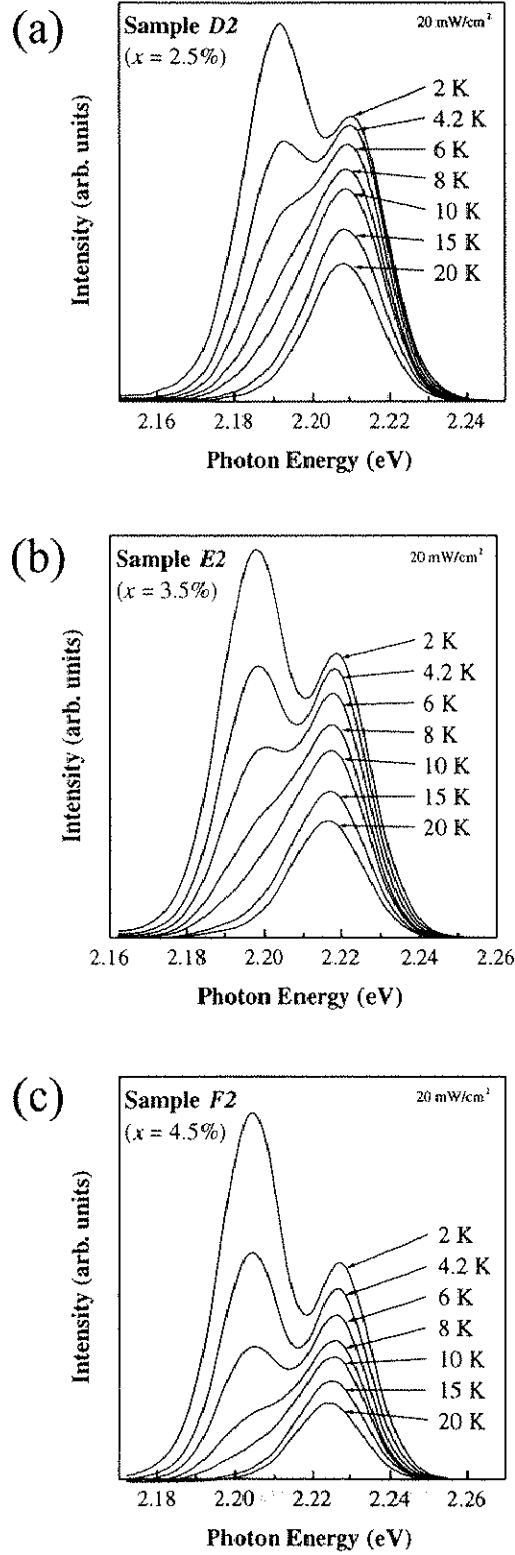 (a)
Sample D2
(x = 2.5%)
20 mW/cm²
2 K
4.2 K
6 K
8 K
10 K
15 K
20 K
Intensity (arb. units)
2.16 2.18 2.20 2.22 2.24
Photon Energy (eV)
(b)
Sample E2
(x = 3.5%)
20 mW/cm²
2 K
4.2 K
6 K
8 K
10 K
15 K
20 K
Intensity (arb. units)
2.16 2.18 2.20 2.22 2.24 2.26
Photon Energy (eV)
(c)
Sample F2
(x = 4.5%)
20 mW/cm²
2 K
4.2 K
6 K
8 K
10 K
15 K
20 K
Intensity (arb. units)
2.18 2.20 2.22 2.24 2.26
Photon Energy (eV)